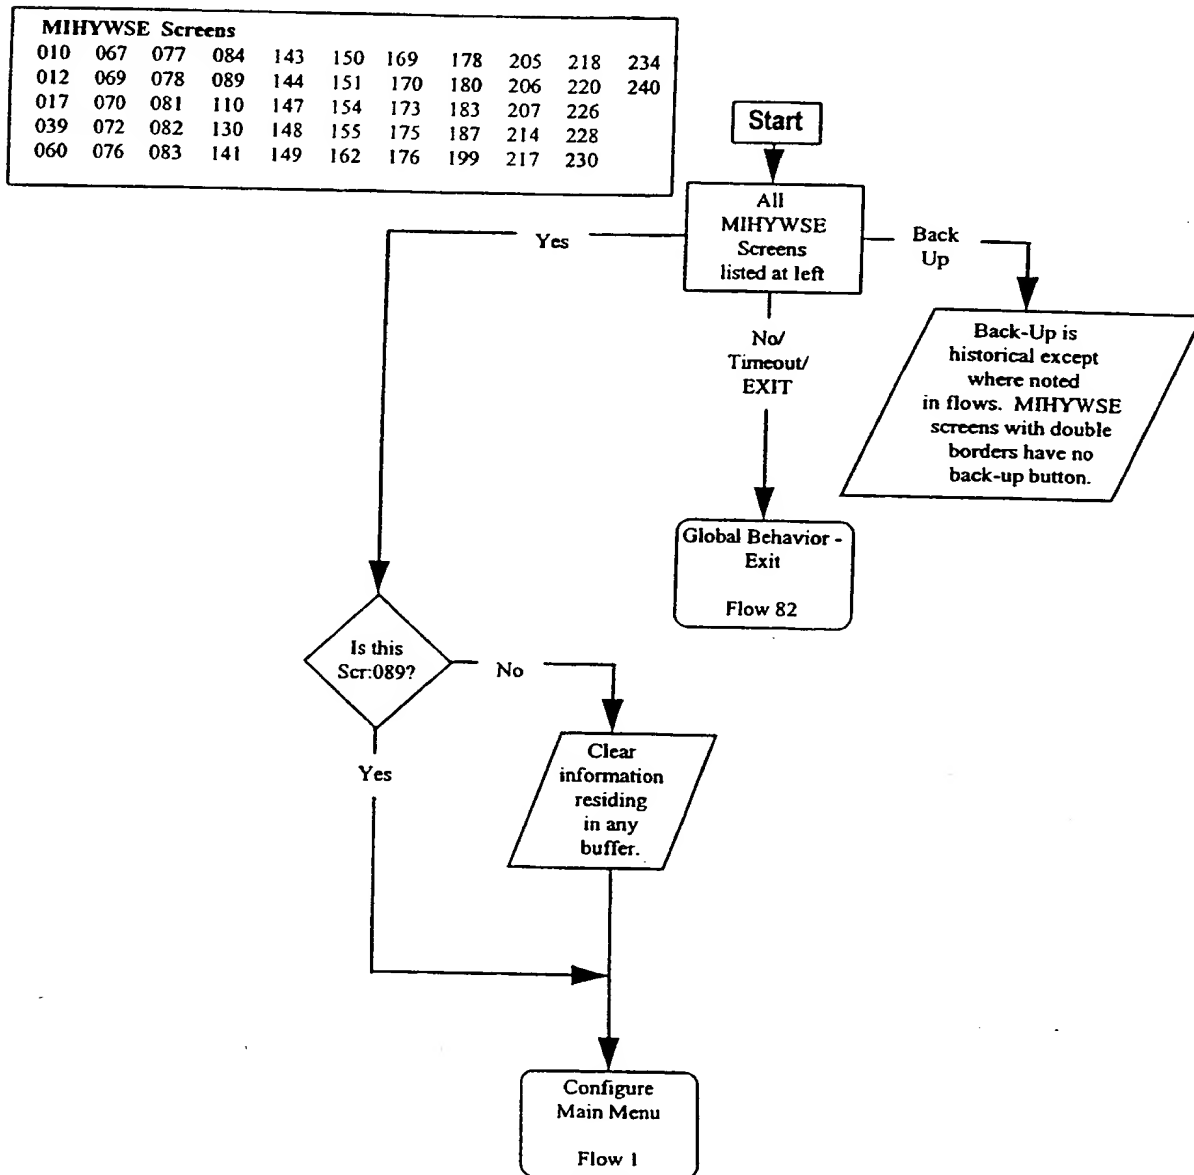 MIHYWSE Screens
010 067 077 084 143 150 169 178 205 218 234
012 069 078 089 144 151 170 180 206 220 240
017 070 081 110 147 154 173 183 207 226
039 072 082 130 148 155 175 187 214 228
060 076 083 141 149 162 176 199 217 230
Start
All
MIHYWSE
Screens
listed at left
Yes
Back
Up
No/
Timeout/
EXIT
Back-Up is
historical except
where noted
in flows. MIHYWSE
screens with double
borders have no
back-up button.
Global Behavior -
Exit
Flow 82
Is this
Scr:089?
No
Yes
Clear
information
residing
in any
buffer.
Configure
Main Menu
Flow 1